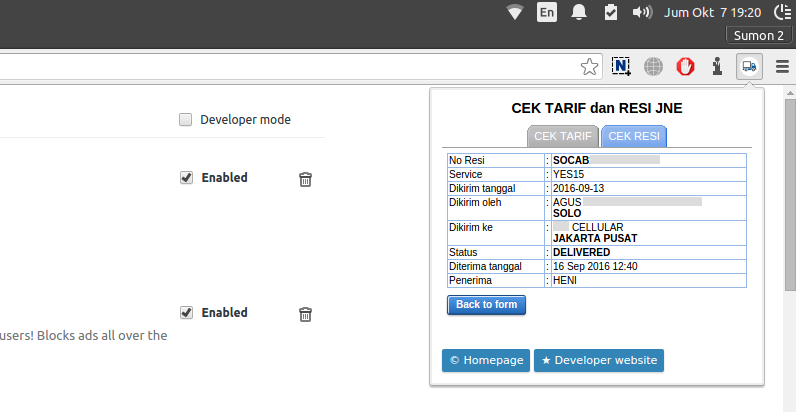 En
Jum Okt 7 19:20
Sumon 2
N
Developer mode
Enabled
Enabled
users! Blocks ads all over the
CEK TARIF dan RESI JNE
CEK TARIF CEK RESI
No Resi : SOCAB
Service : YES15
Dikirim tanggal : 2016-09-13
Dikirim oleh : AGUS
SOLO
Dikirim ke : CELLULAR
JAKARTA PUSAT
Status : DELIVERED
Diterima tanggal : 16 Sep 2016 12:40
Penerima : HENI
Back to form
© Homepage ★ Developer website